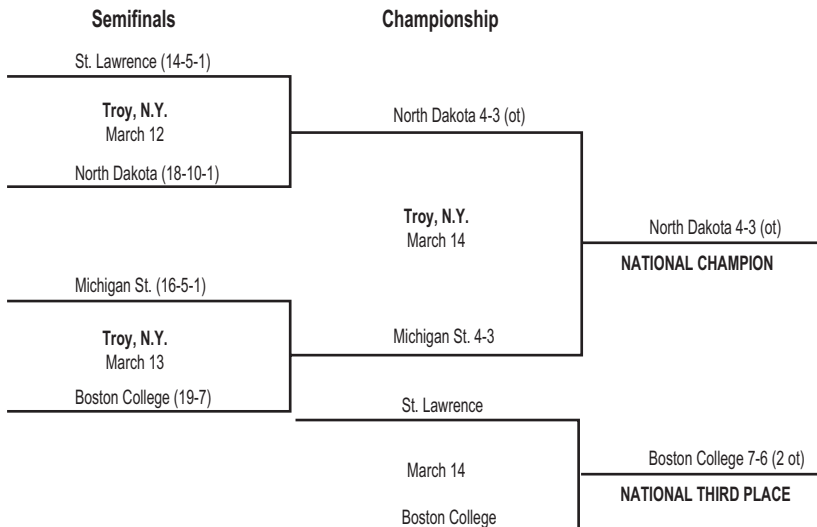 Semifinals
Championship
St. Lawrence (14-5-1)
Troy, N.Y.
March 12
North Dakota (18-10-1)
North Dakota 4-3 (ot)
Troy, N.Y.
March 14
North Dakota 4-3 (ot)
NATIONAL CHAMPION
Michigan St. (16-5-1)
Troy, N.Y.
March 13
Boston College (19-7)
Michigan St. 4-3
St. Lawrence
March 14
Boston College
Boston College 7-6 (2 ot)
NATIONAL THIRD PLACE